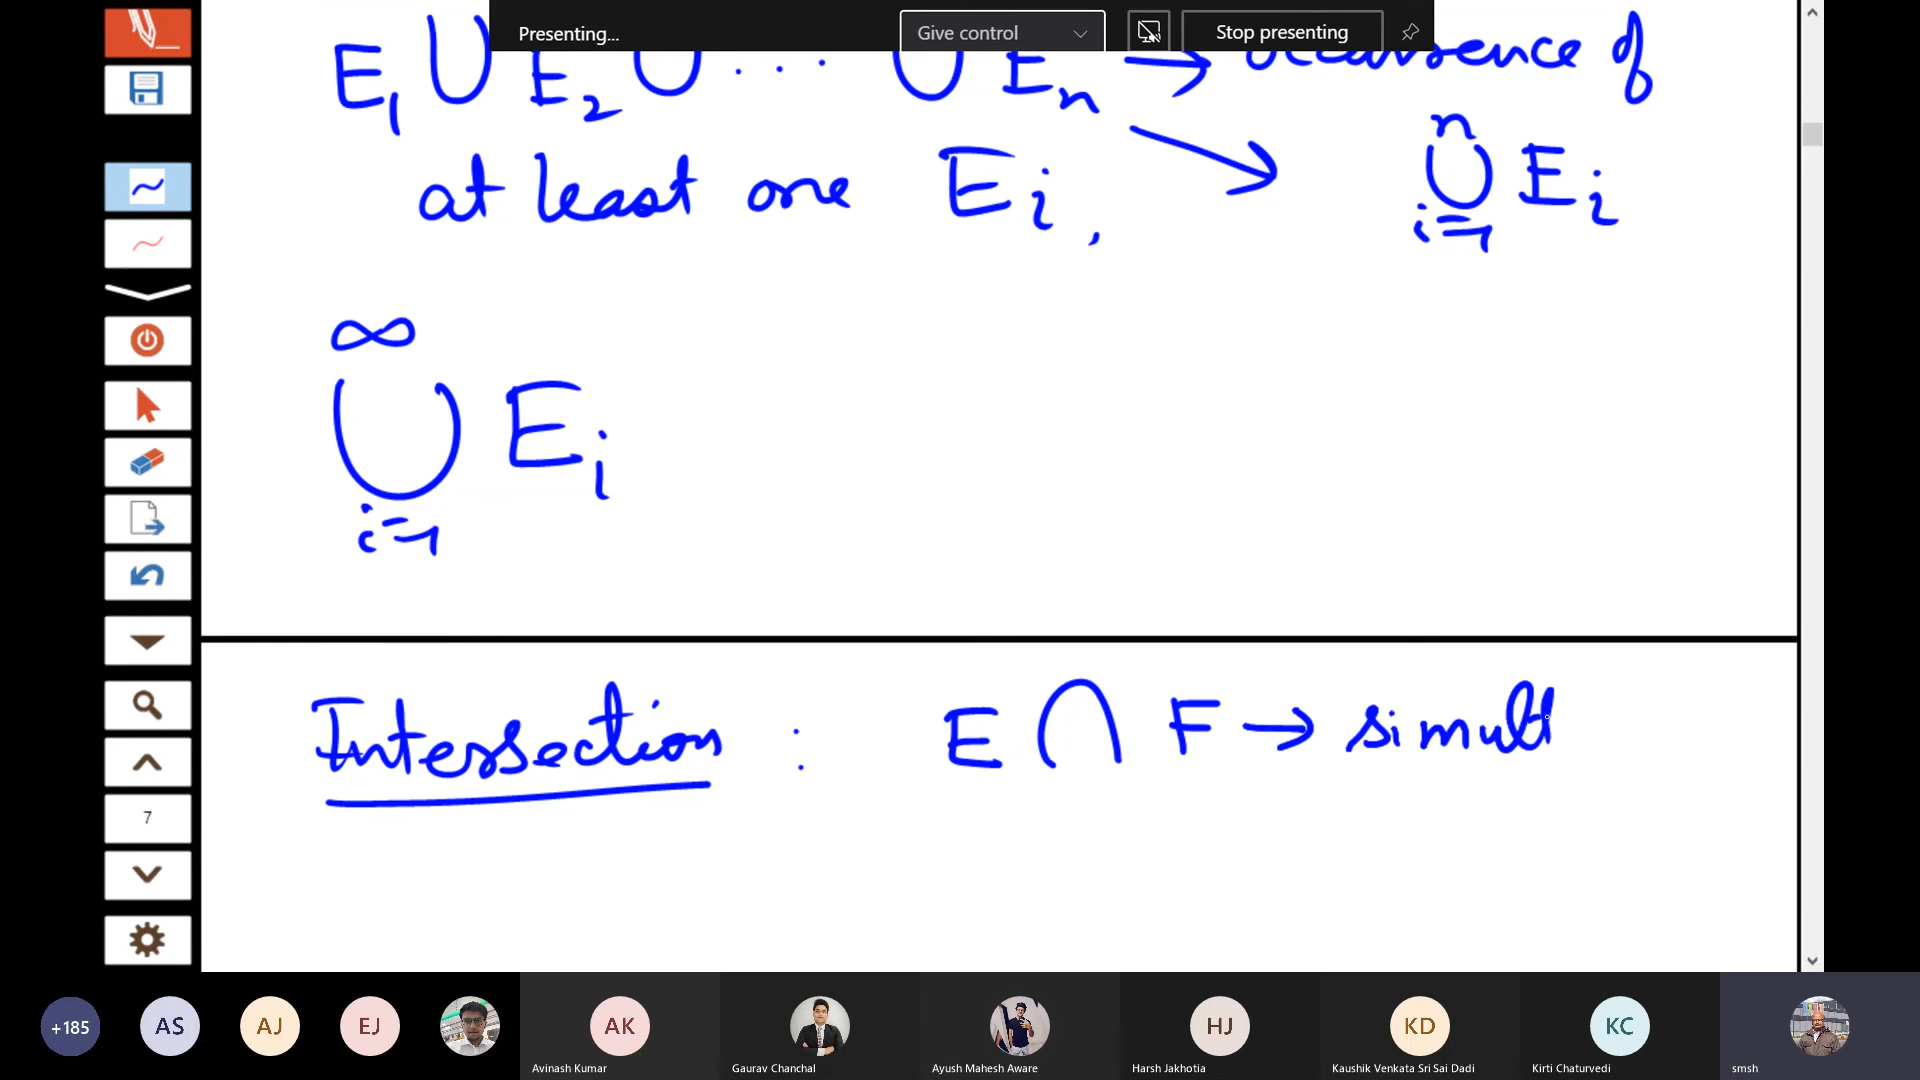 Presenting...
Give control
Stop presenting
E₁ ∪ E₂ ∪ ... ∪ Eₙ → occurrence of
at least one Eᵢ, → n ∪ i=1 Eᵢ
∞ ∪ i=1 Eᵢ
Intersection : E ∩ F → simult
7
+185
AS
AJ
EJ
AK
HJ
KD
KC
Avinash Kumar
Gaurav Chanchal
Ayush Mahesh Aware
Harsh Jakhotia
Kaushik Venkata Sri Sai Dadi
Kirti Chaturvedi
smsh